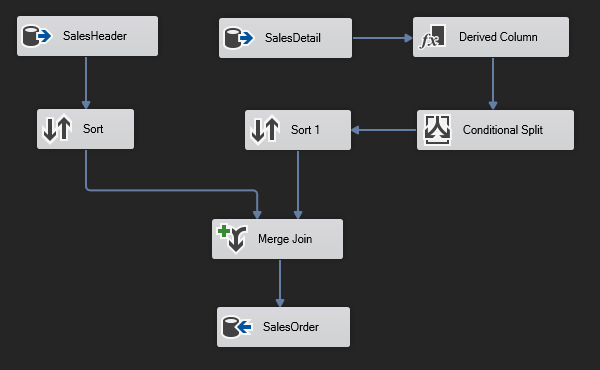 SalesHeader
SalesDetail
Derived Column
Sort
Sort 1
Conditional Split
Merge Join
SalesOrder